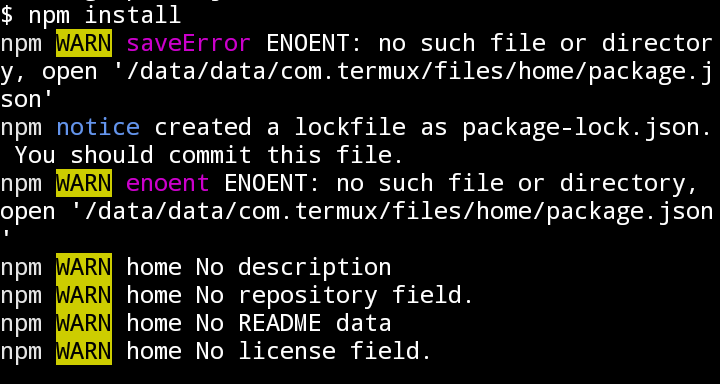 $ npm install
npm WARN saveError ENOENT: no such file or director
y, open '/data/data/com.termux/files/home/package.j
son'
npm notice created a lockfile as package-lock.json.
 You should commit this file.
npm WARN enoent ENOENT: no such file or directory,
open '/data/data/com.termux/files/home/package.json
'
npm WARN home No description
npm WARN home No repository field.
npm WARN home No README data
npm WARN home No license field.